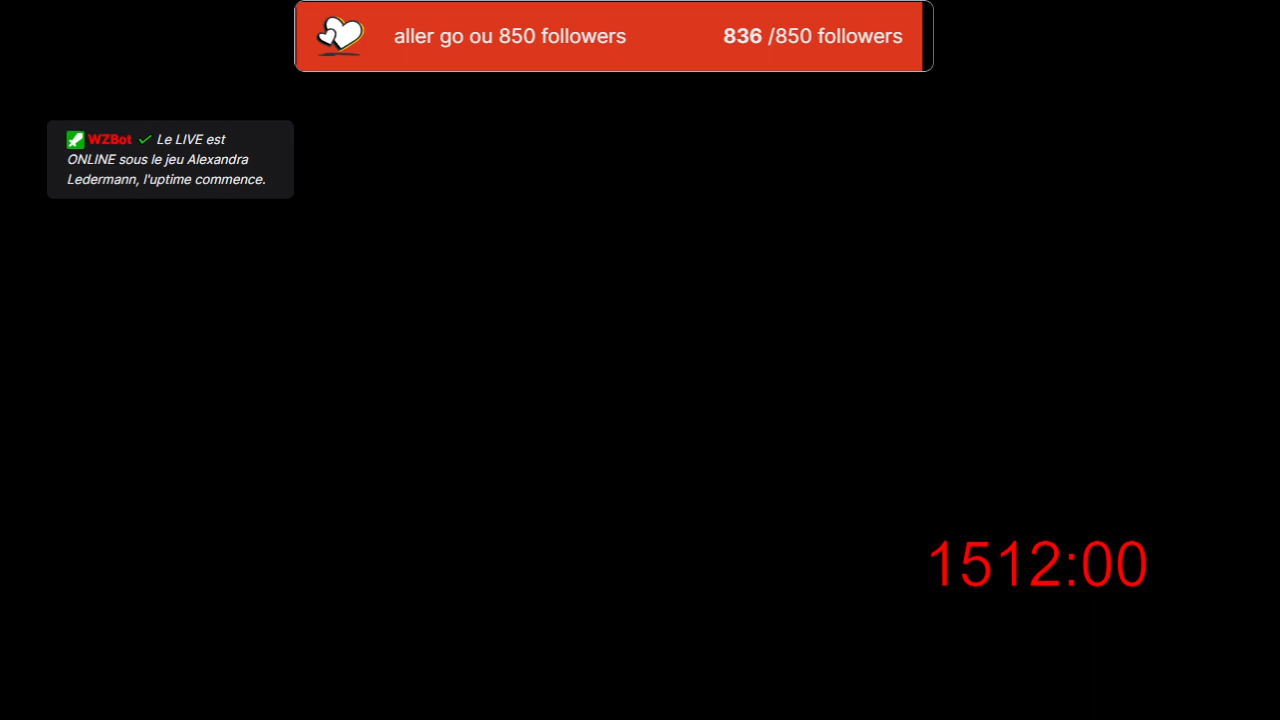 aller go ou 850 followers 836 /850 followers
WZBot Le LIVE est
ONLINE sous le jeu Alexandra
Ledermann, l'uptime commence.
1512:00